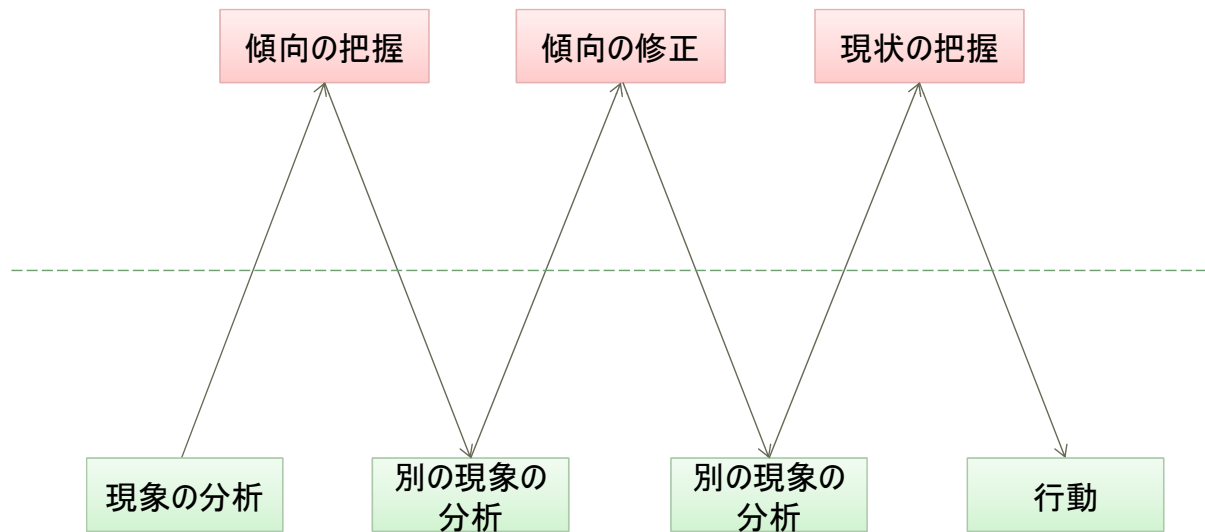 傾向の把握
傾向の修正
現状の把握
現象の分析
別の現象の
分析
別の現象の
分析
行動